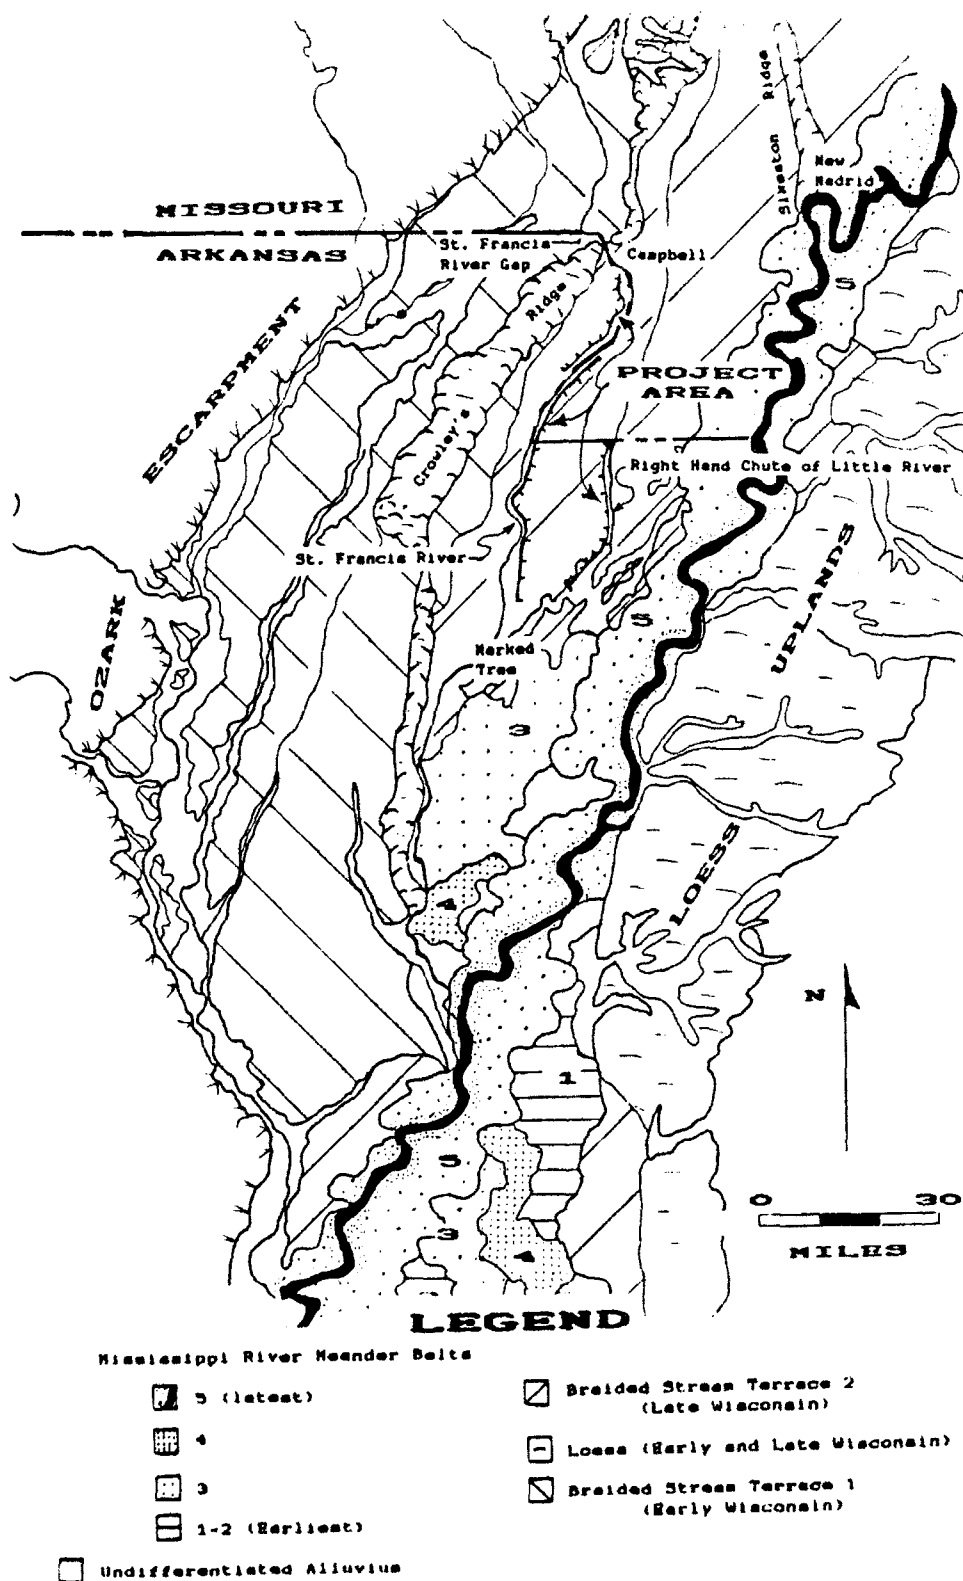 Sikeston Ridge
New
Madrid
MISSOURI
ARKANSAS
St. Francis
River Gap
Campbell
5
Ridge
Crowley's
ESCARPMENT
PROJECT
AREA
Right Hand Chute of Little River
St. Francis River
OZARK
5
UPLANDS
Marked
Tree
3
LOESS
4
N
1
5
3
4
0 30
MILES
LEGEND
Mississippi River Meander Belts
5 (latest)
4
3
1-2 (Earliest)
Undifferentiated Alluvium
Braided Stream Terrace 2
(Late Wisconsin)
Loess (Early and Late Wisconsin)
Braided Stream Terrace 1
(Early Wisconsin)